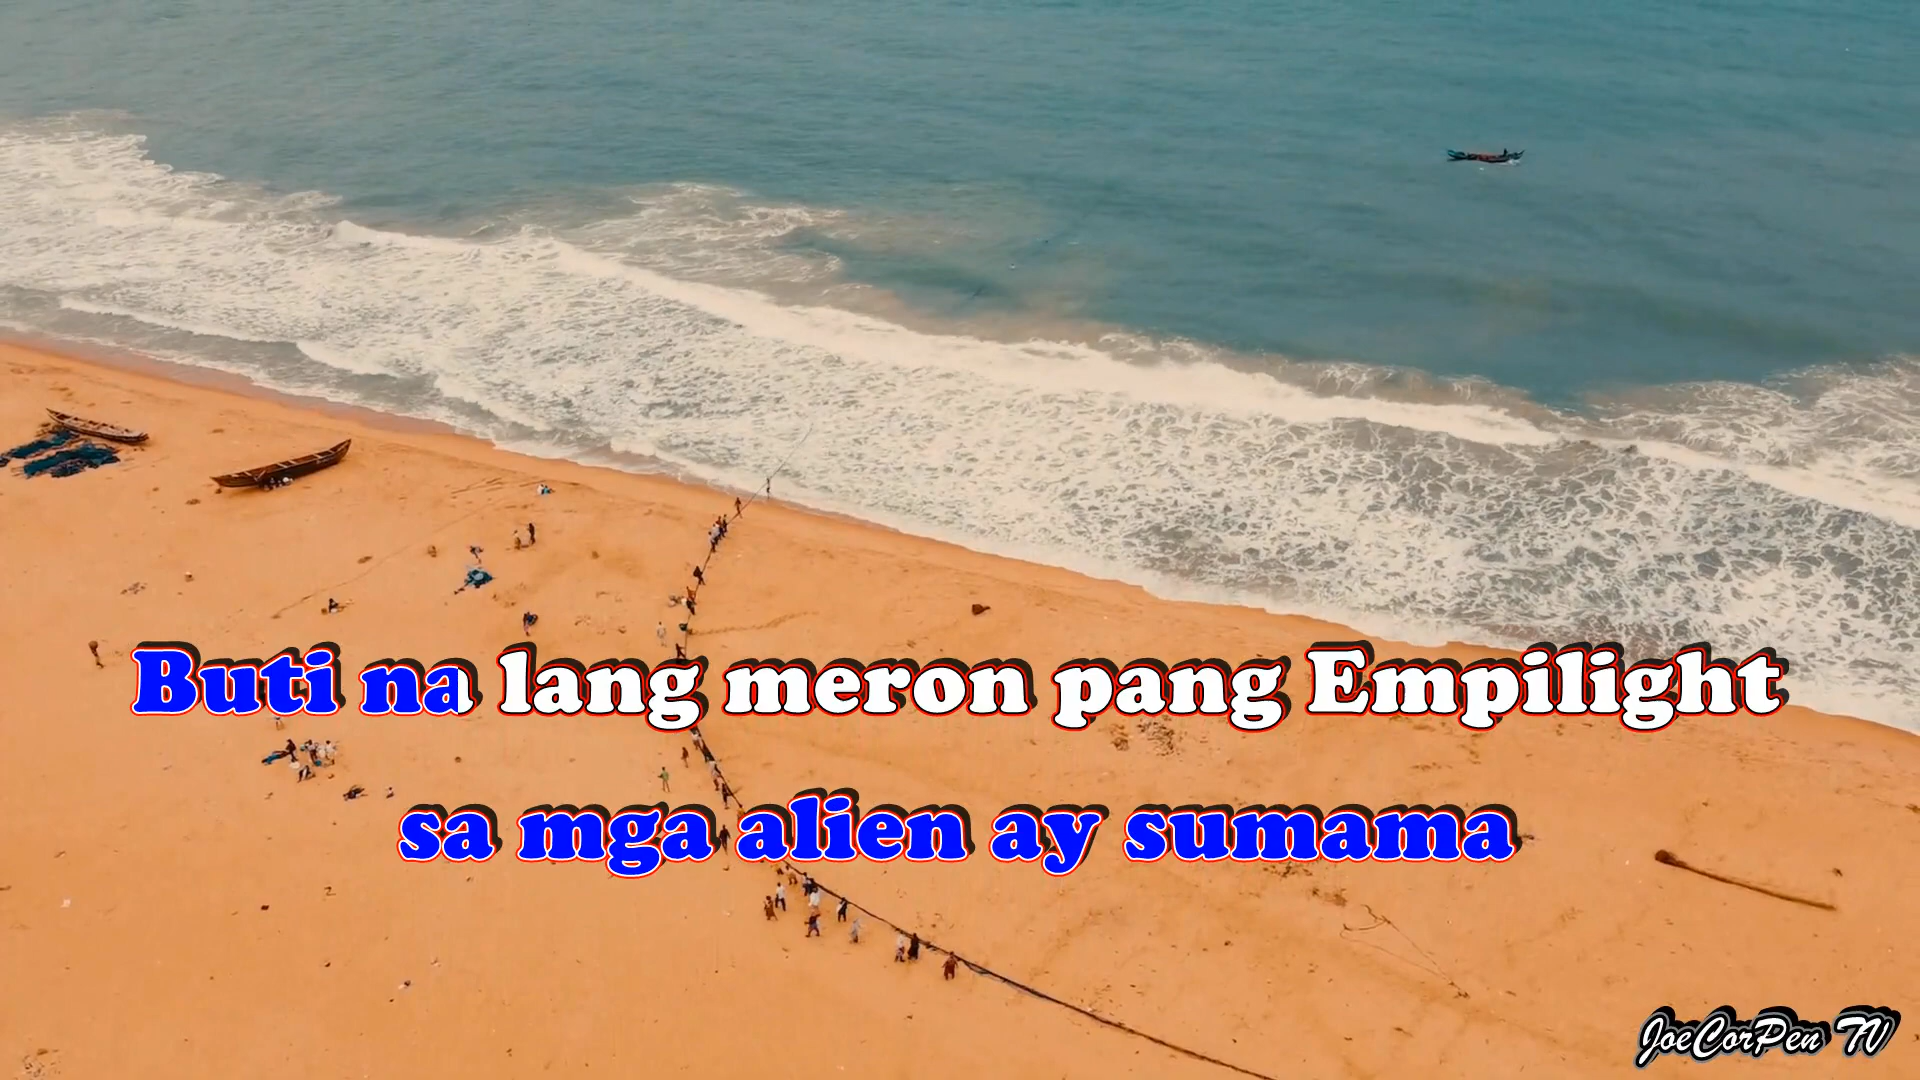 Buti na lang meron pang Empilight
sa mga alien ay sumama
JoeCorPen TV